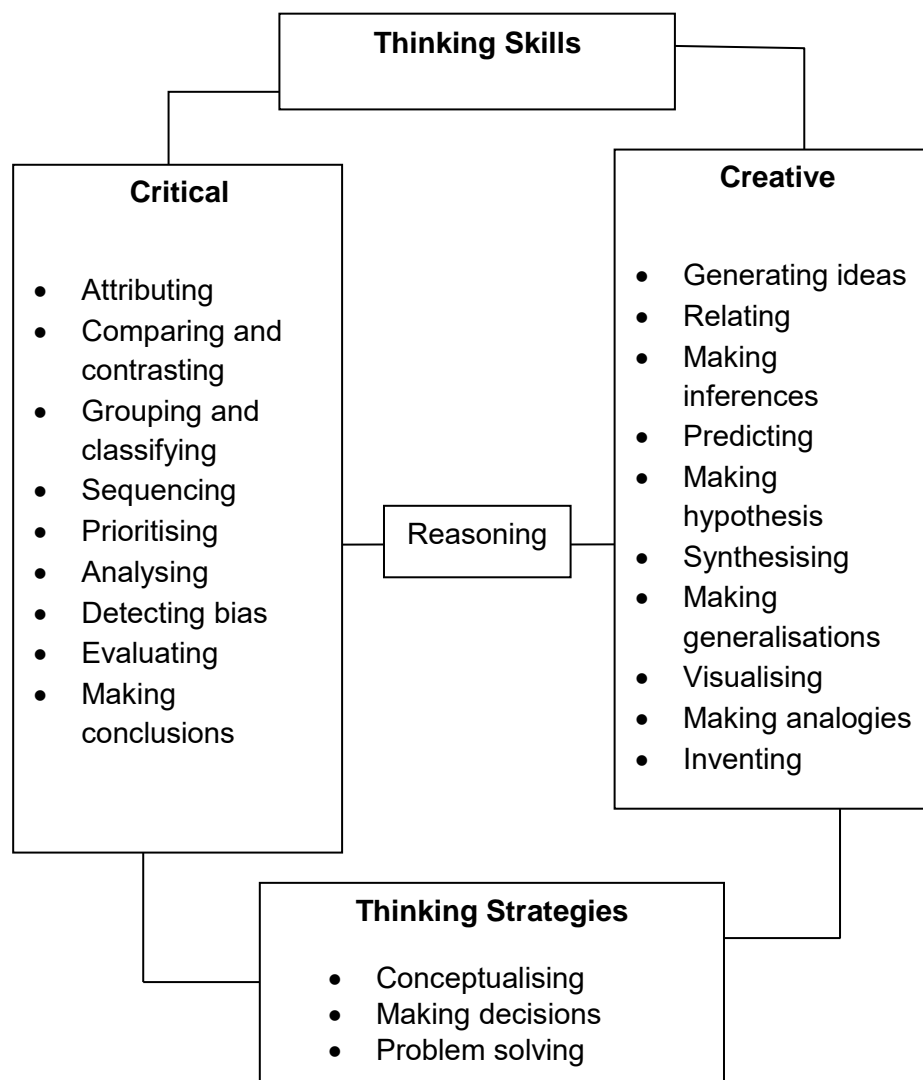 Thinking Skills
Critical
• Attributing
• Comparing and
contrasting
• Grouping and
classifying
• Sequencing
• Prioritising
• Analysing
• Detecting bias
• Evaluating
• Making
conclusions
Reasoning
Creative
• Generating ideas
• Relating
• Making
inferences
• Predicting
• Making
hypothesis
• Synthesising
• Making
generalisations
• Visualising
• Making analogies
• Inventing
Thinking Strategies
• Conceptualising
• Making decisions
• Problem solving